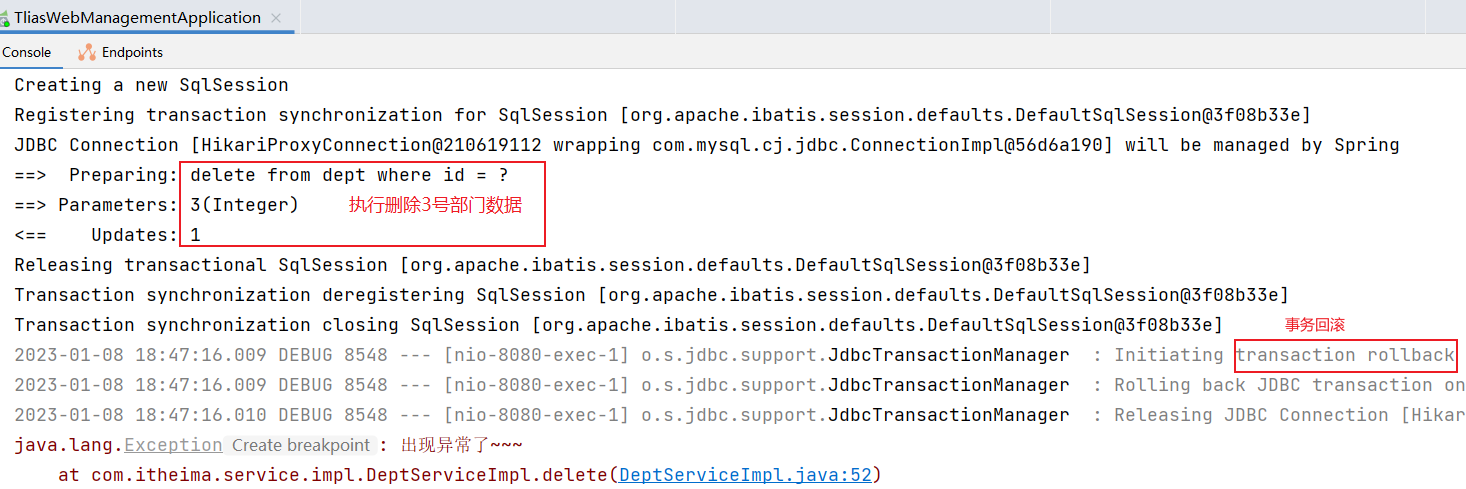 TliasWebManagementApplication ×
Console Endpoints
Creating a new SqlSession
Registering transaction synchronization for SqlSession [org.apache.ibatis.session.defaults.DefaultSqlSession@3f08b33e]
JDBC Connection [HikariProxyConnection@210619112 wrapping com.mysql.cj.jdbc.ConnectionImpl@56d6a190] will be managed by Spring
==>  Preparing: delete from dept where id = ?
==> Parameters: 3(Integer) 执行删除3号部门数据
<==    Updates: 1
Releasing transactional SqlSession [org.apache.ibatis.session.defaults.DefaultSqlSession@3f08b33e]
Transaction synchronization deregistering SqlSession [org.apache.ibatis.session.defaults.DefaultSqlSession@3f08b33e]
Transaction synchronization closing SqlSession [org.apache.ibatis.session.defaults.DefaultSqlSession@3f08b33e] 事务回滚
2023-01-08 18:47:16.009 DEBUG 8548 --- [nio-8080-exec-1] o.s.jdbc.support.JdbcTransactionManager  : Initiating transaction rollback
2023-01-08 18:47:16.009 DEBUG 8548 --- [nio-8080-exec-1] o.s.jdbc.support.JdbcTransactionManager  : Rolling back JDBC transaction on
2023-01-08 18:47:16.010 DEBUG 8548 --- [nio-8080-exec-1] o.s.jdbc.support.JdbcTransactionManager  : Releasing JDBC Connection [Hikar
java.lang.Exception Create breakpoint : 出现异常了~~~
at com.itheima.service.impl.DeptServiceImpl.delete(DeptServiceImpl.java:52)